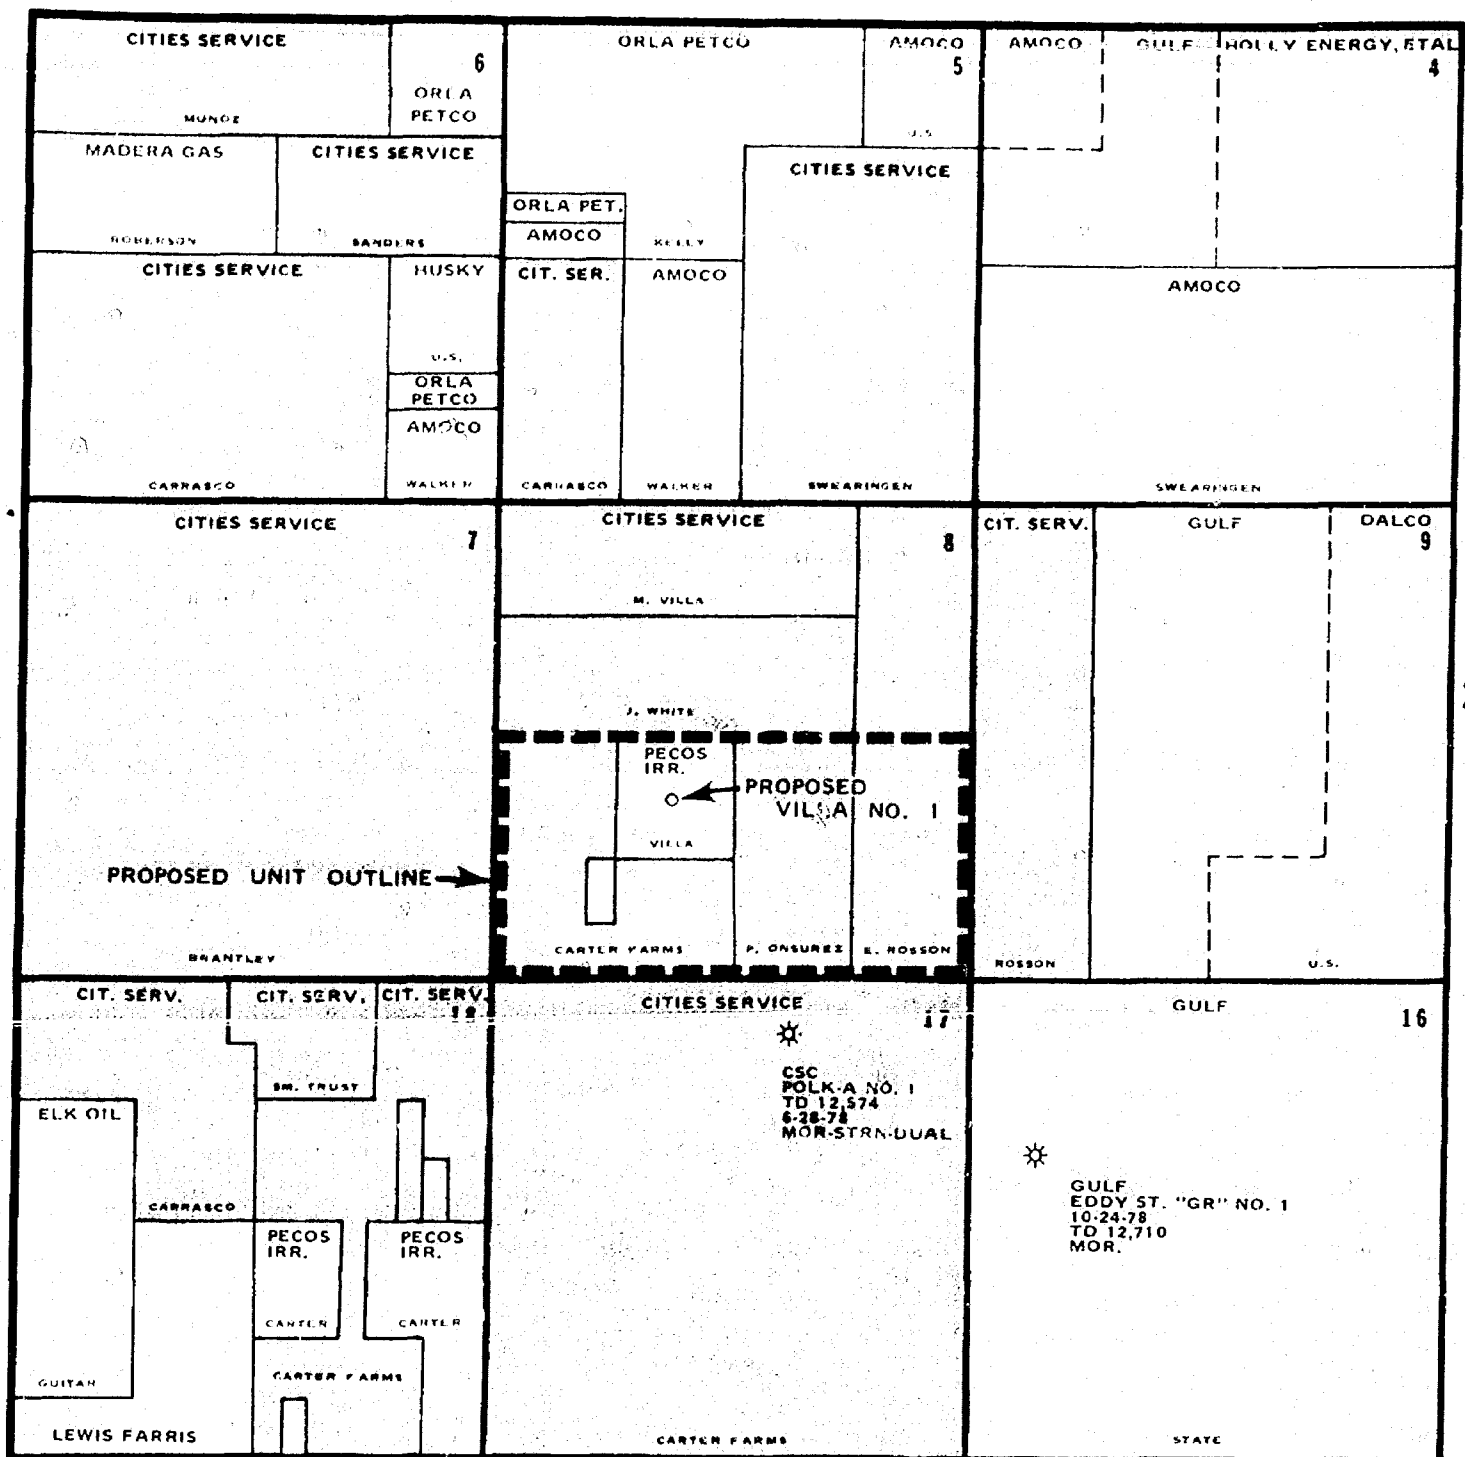 CITIES SERVICE
6
ORLA
PETCO
MUNOZ
MADERA GAS
ROBERSON
CITIES SERVICE
SANDERS
CITIES SERVICE
CARRASCO
HUSKY
U.S.
ORLA
PETCO
AMOCO
WALKER
ORLA PETCO
KELLY
AMOCO
5
U.S.
ORLA PET.
AMOCO
CIT. SER.
CARRASCO
AMOCO
WALKER
CITIES SERVICE
SWEARINGEN
AMOCO
GULF
HOLLY ENERGY, ETAL
4
AMOCO
SWEARINGEN
CITIES SERVICE
7
BRANTLEY
CITIES SERVICE
8
M. VILLA
J. WHITE
PECOS
IRR.
PROPOSED
VILLA NO. 1
VILLA
PROPOSED UNIT OUTLINE
CARTER FARMS
P. ONSUREZ
E. ROSSON
CIT. SERV.
ROSSON
GULF
DALCO
9
U.S.
CIT. SERV.
CIT. SERV.
CIT. SERV.
SM. TRUST
ELK OIL
CARRASCO
PECOS
IRR.
CARTER
PECOS
IRR.
CARTER
GUITAR
CARTER FARMS
LEWIS FARRIS
CITIES SERVICE
17
CSC
POLK-A NO. 1
TD 12,574
6-28-78
MOR-STRN-DUAL
CARTER FARMS
GULF
16
GULF
EDDY ST. "GR" NO. 1
10-24-78
TD 12,710
MOR.
STATE